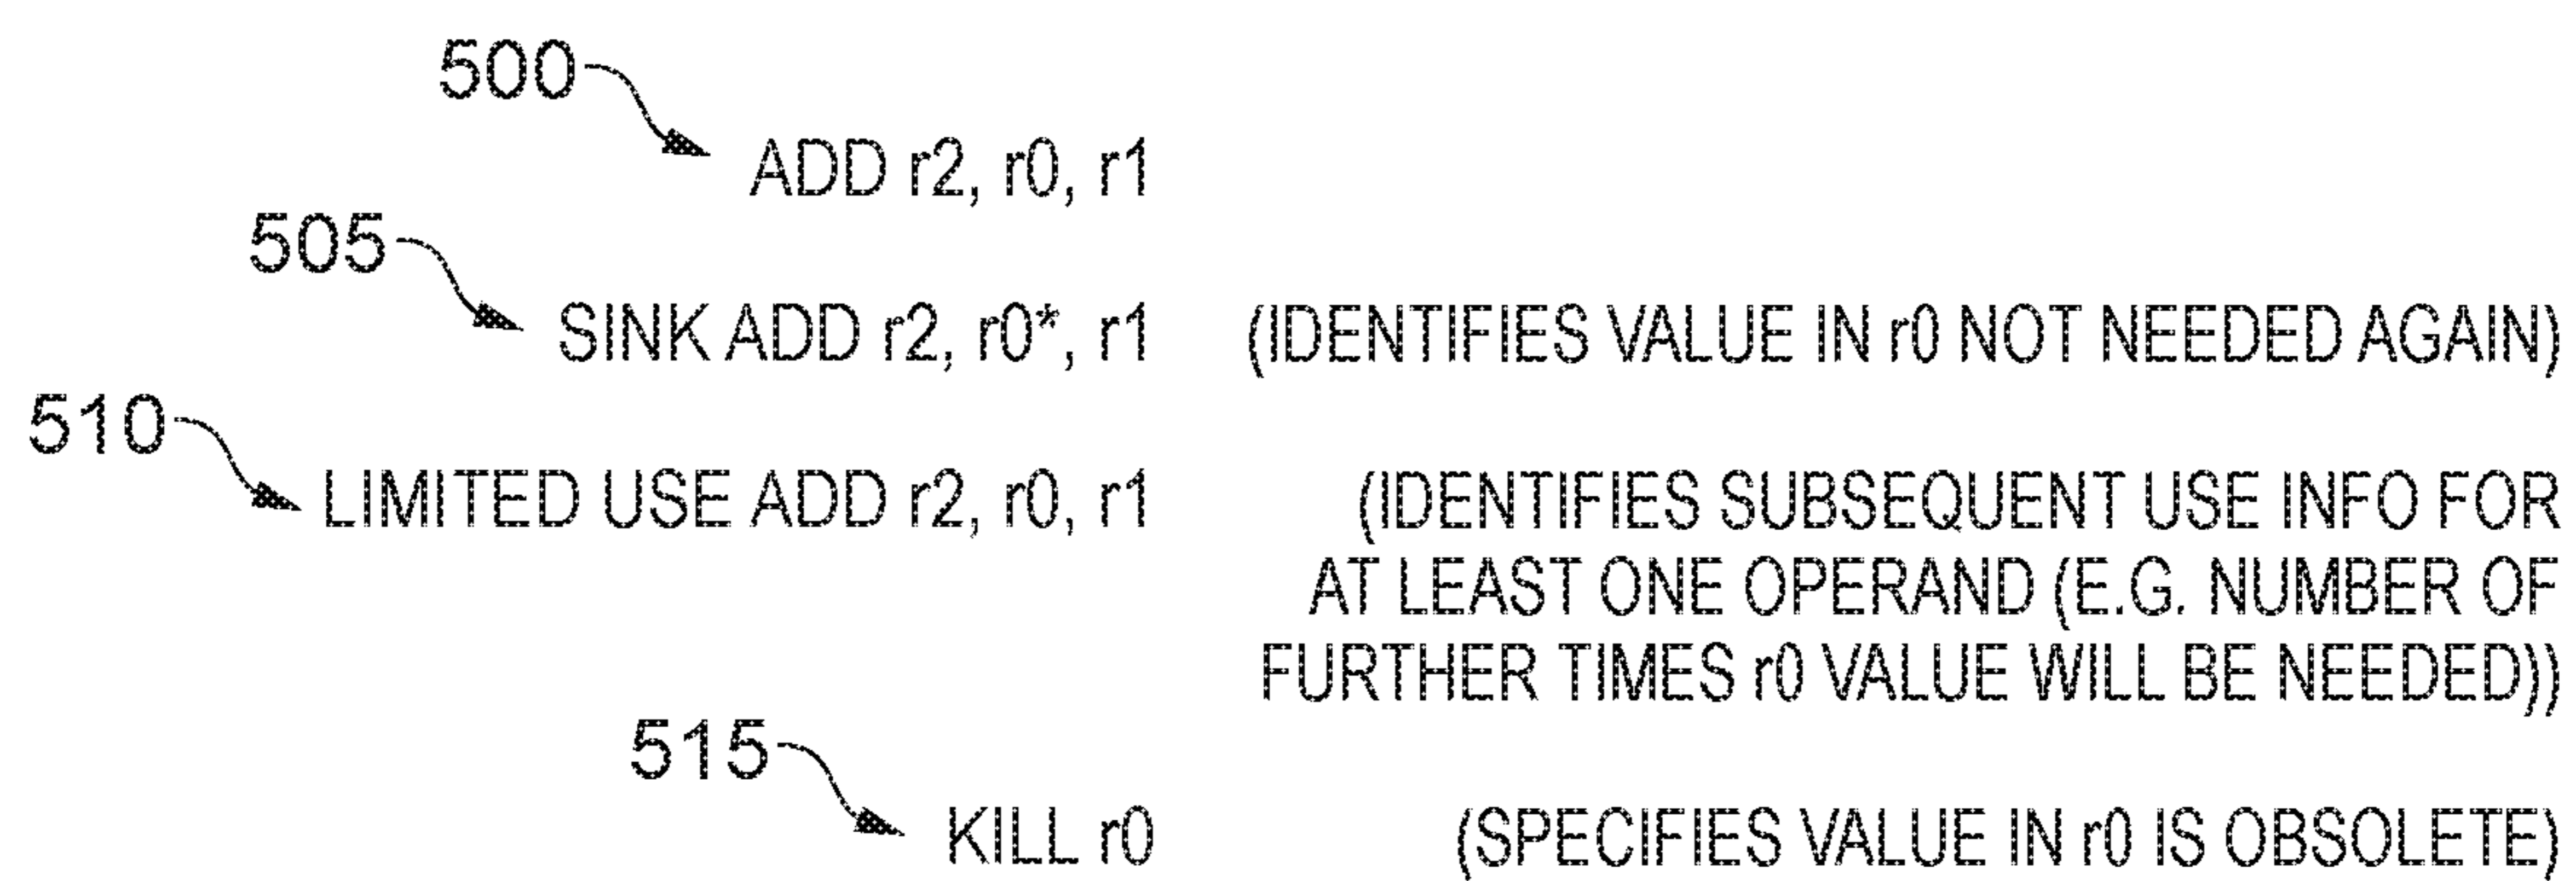 500
ADD r2, r0, r1
505
SINK ADD r2, r0*, r1 (IDENTIFIES VALUE IN r0 NOT NEEDED AGAIN)
510
LIMITED USE ADD r2, r0, r1 (IDENTIFIES SUBSEQUENT USE INFO FOR
AT LEAST ONE OPERAND (E.G. NUMBER OF
FURTHER TIMES r0 VALUE WILL BE NEEDED))
515
KILL r0 (SPECIFIES VALUE IN r0 IS OBSOLETE)